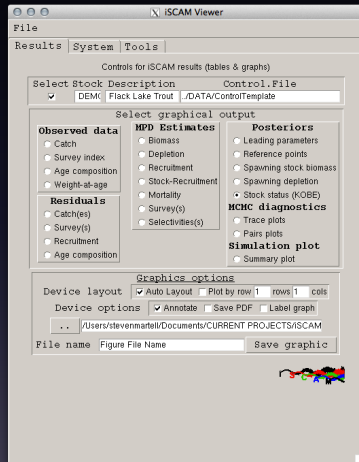 iSCAM Viewer
File
Results System Tools
Controls for iSCAM results (tables & graphs)
Select Stock Description Control.File
DEMO Flack Lake Trout ../DATA/ControlTemplate
Select graphical output
Observed data
Catch
Survey index
Age composition
Weight-at-age
Residuals
Catch(es)
Survey(s)
Recruitment
Age composition
MPD Estimates
Biomass
Depletion
Recruitment
Stock-Recruitment
Mortality
Survey(s)
Selectivities(s)
Posteriors
Leading parameters
Reference points
Spawning stock biomass
Spawning depletion
Stock status (KOBE)
MCMC diagnostics
Trace plots
Pairs plots
Simulation plot
Summary plot
Graphics options
Device layout Auto Layout Plot by row 1 rows 1 cols
Device options Annotate Save PDF Label graph
.. /Users/stevenmartell/Documents/CURRENT PROJECTS/iSCAM
File name Figure File Name Save graphic
iSCAM